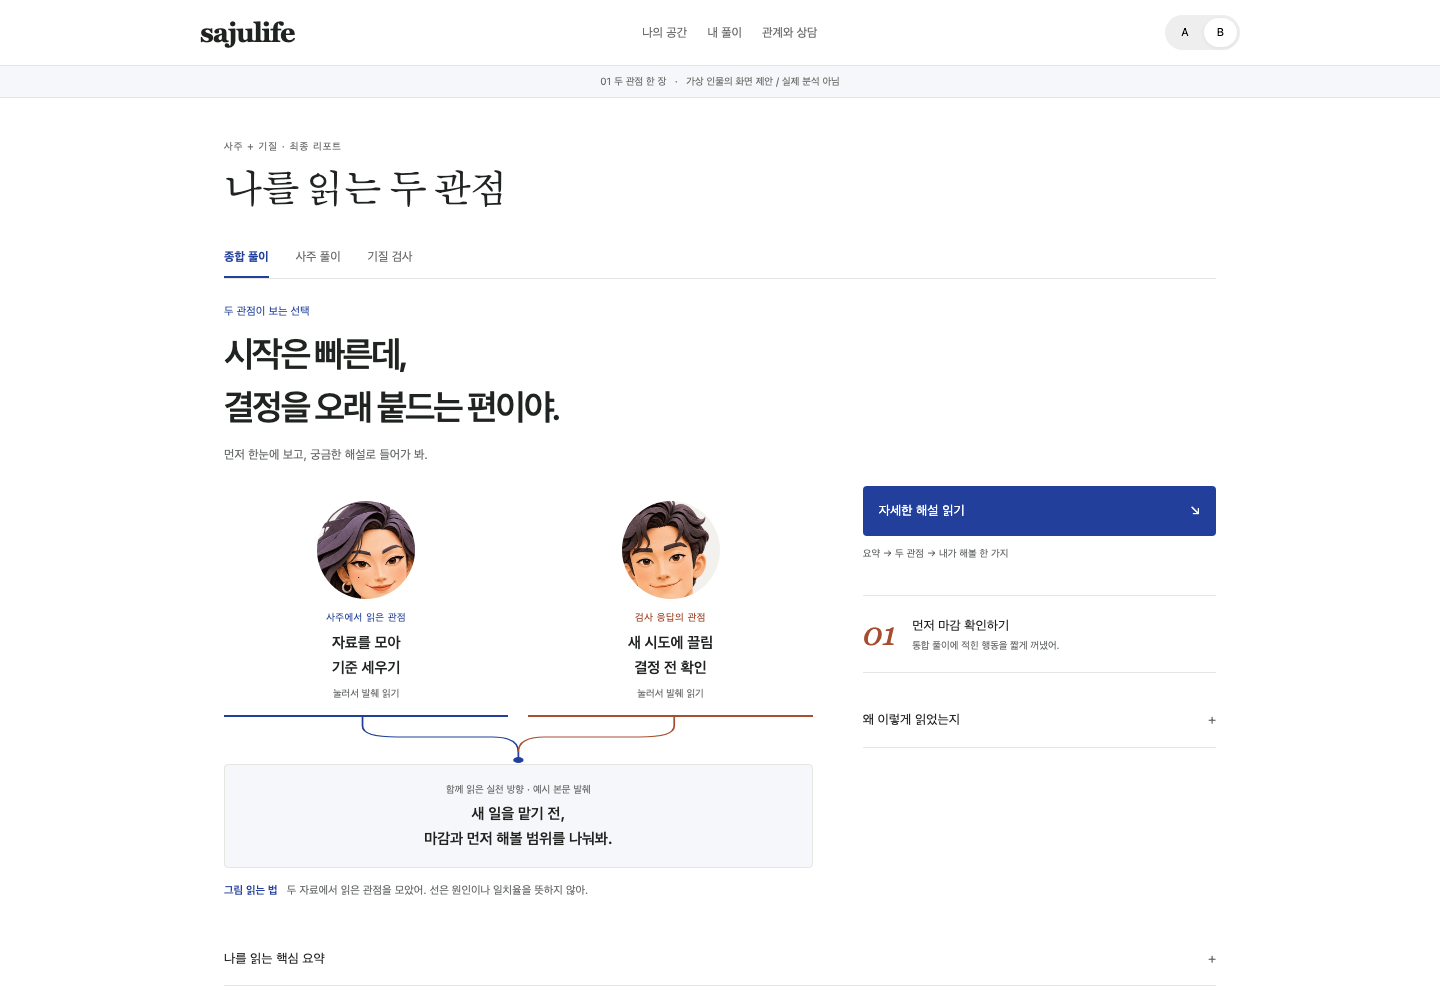 sajulife
나의 공간
내 풀이
관계와 상담
A
B
01 두 관점 한 장 · 가상 인물의 화면 제안 / 실제 분석 아님
사주 + 기질 · 최종 리포트
나를 읽는 두 관점
종합 풀이
사주 풀이
기질 검사
두 관점이 보는 선택
시작은 빠른데,
결정을 오래 붙드는 편이야.
먼저 한눈에 보고, 궁금한 해설로 들어가 봐.
사주에서 읽은 관점
자료를 모아
기준 세우기
눌러서 발췌 읽기
검사 응답의 관점
새 시도에 끌림
결정 전 확인
눌러서 발췌 읽기
함께 읽은 실천 방향 · 예시 본문 발췌
새 일을 맡기 전,
마감과 먼저 해볼 범위를 나눠봐.
그림 읽는 법 두 자료에서 읽은 관점을 모았어. 선은 원인이나 일치율을 뜻하지 않아.
자세한 해설 읽기 ↘
요약 → 두 관점 → 내가 해볼 한 가지
01
먼저 마감 확인하기
통합 풀이에 적힌 행동을 짧게 꺼냈어.
왜 이렇게 읽었는지 +
나를 읽는 핵심 요약 +